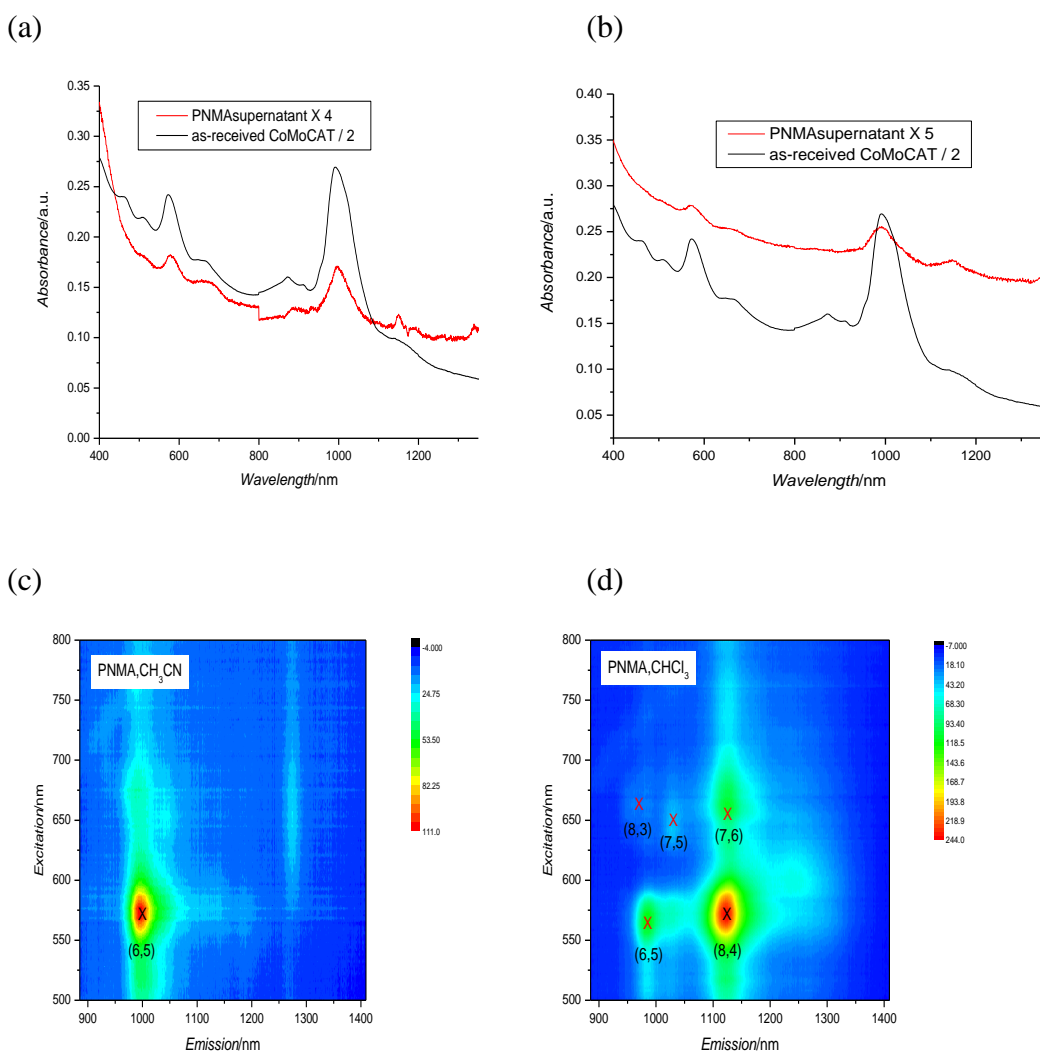 (a)
0.35
0.30
0.25
0.20
0.15
0.10
0.05
0.00
Absorbance/a.u.
PNMAsupernatant X 4
as-received CoMoCAT / 2
400 600 800 1000 1200
Wavelength/nm
(b)
0.40
0.35
0.30
0.25
0.20
0.15
0.10
0.05
Absorbance/a.u.
PNMAsupernatant X 5
as-received CoMoCAT / 2
400 600 800 1000 1200
Wavelength/nm
(c)
800
750
700
650
600
550
500
Excitation/nm
PNMA,CH₃CN
X
(6,5)
900 1000 1100 1200 1300 1400
Emission/nm
-4.000
24.75
53.50
82.25
111.0
(d)
800
750
700
650
600
550
500
Excitation/nm
PNMA,CHCl₃
X X X
(8,3) (7,5) (7,6)
X X
(6,5) (8,4)
900 1000 1100 1200 1300 1400
Emission/nm
-7.000
18.10
43.20
68.30
93.40
118.5
143.6
168.7
193.8
218.9
244.0